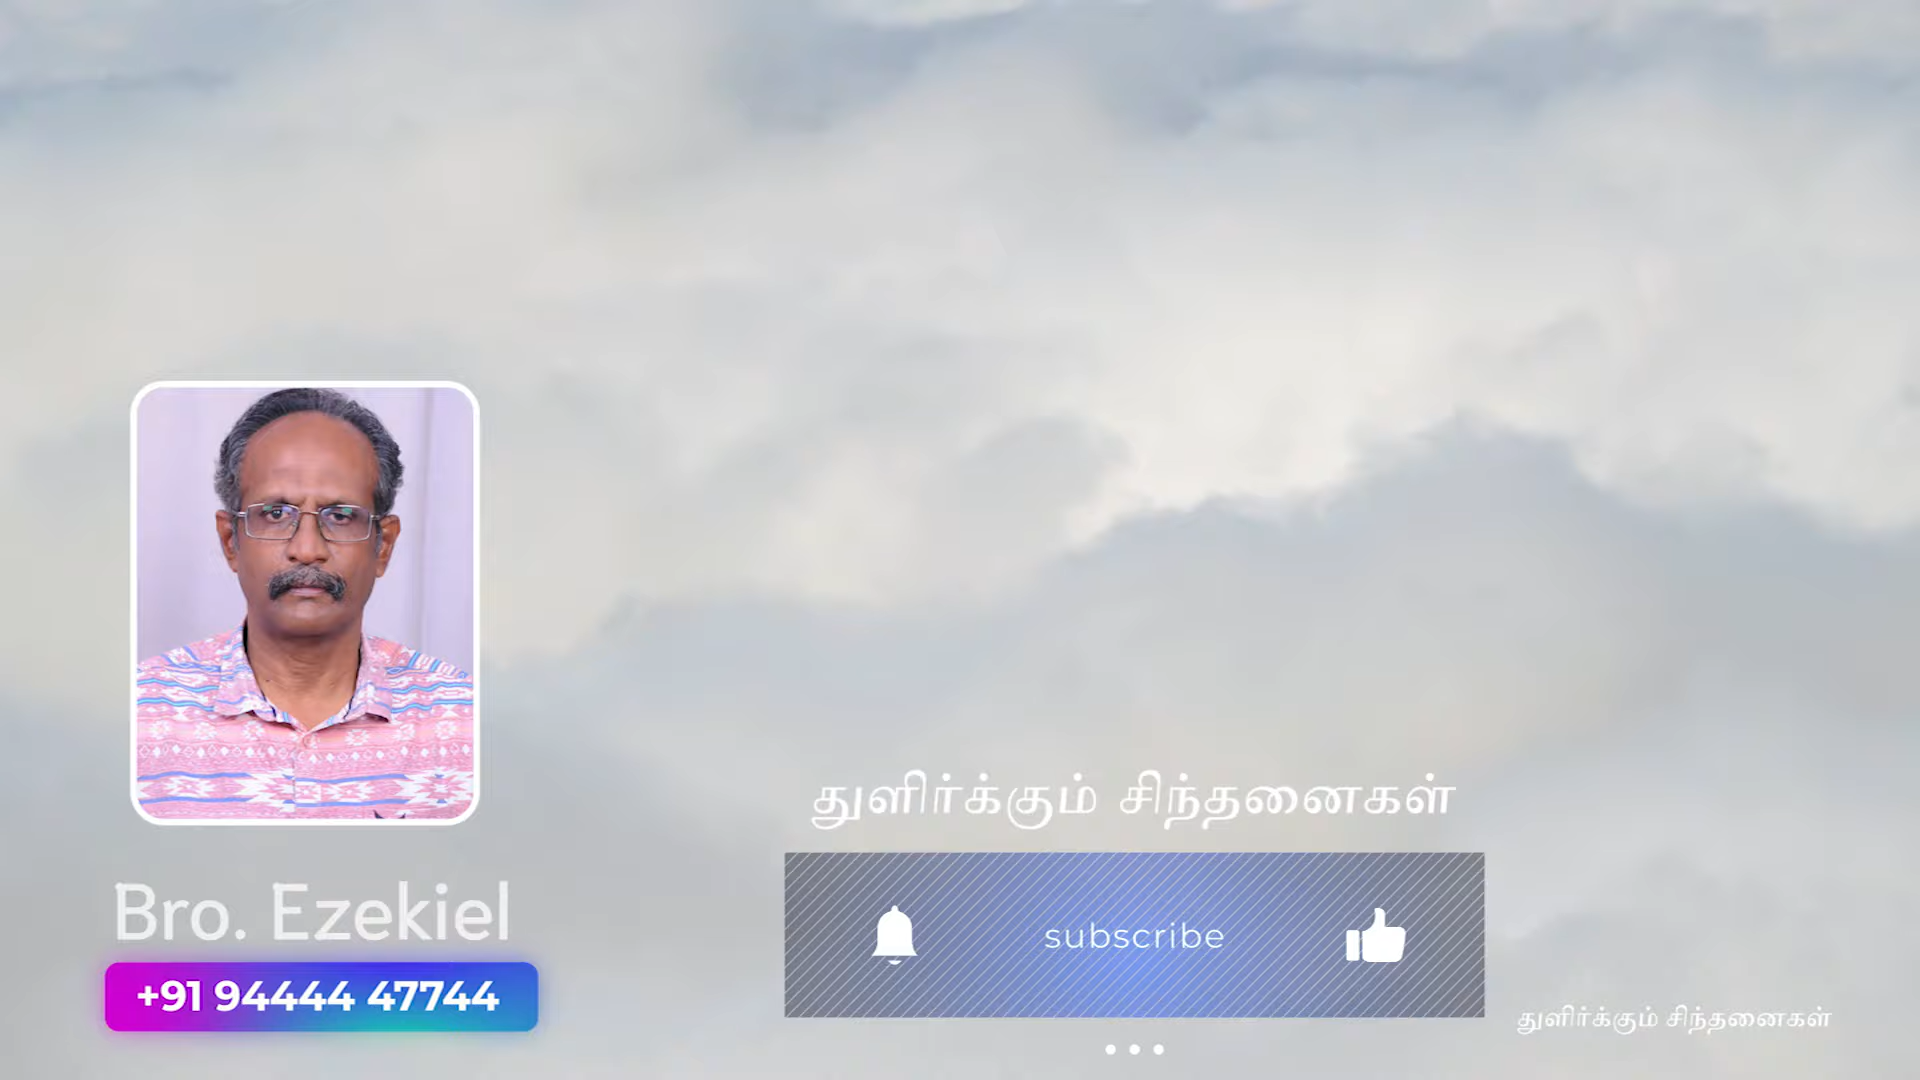 துளிர்க்கும் சிந்தனைகள்
Bro. Ezekiel
subscribe
+91 94444 47744
துளிர்க்கும் சிந்தனைகள்